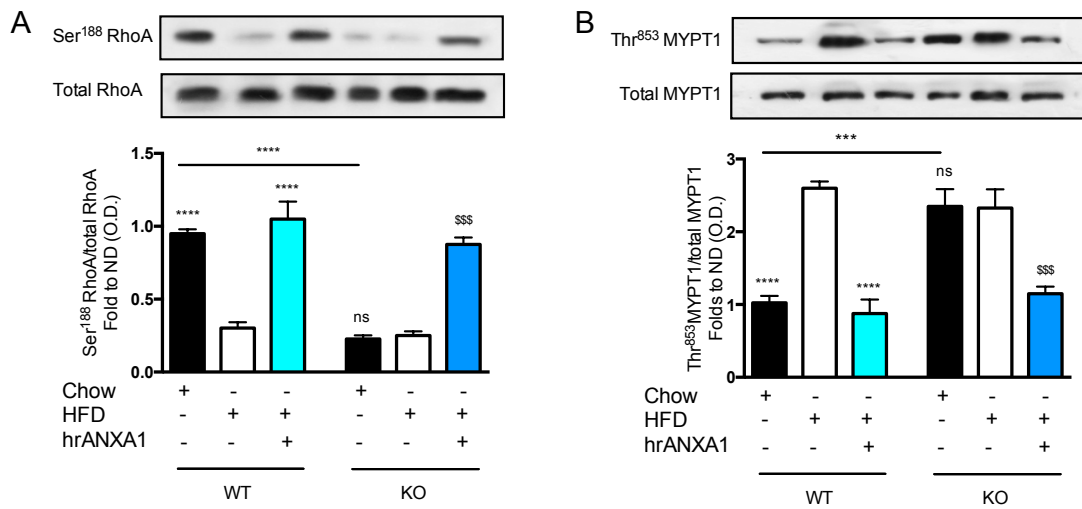 A
Ser188 RhoA
Total RhoA
****
1.5
1.0
0.5
0.0
Ser188 RhoA/total RhoA
Fold to ND (O.D.)
****
****
ns
$$$
Chow + - - + - -
HFD - + + - + +
hrANXA1 - - + - - +
WT KO
B
Thr853 MYPT1
Total MYPT1
***
3
2
1
0
Thr853MYPT1/total MYPT1
Folds to ND (O.D.)
****
****
ns
$$$
Chow + - - + - -
HFD - + + - + +
hrANXA1 - - + - - +
WT KO